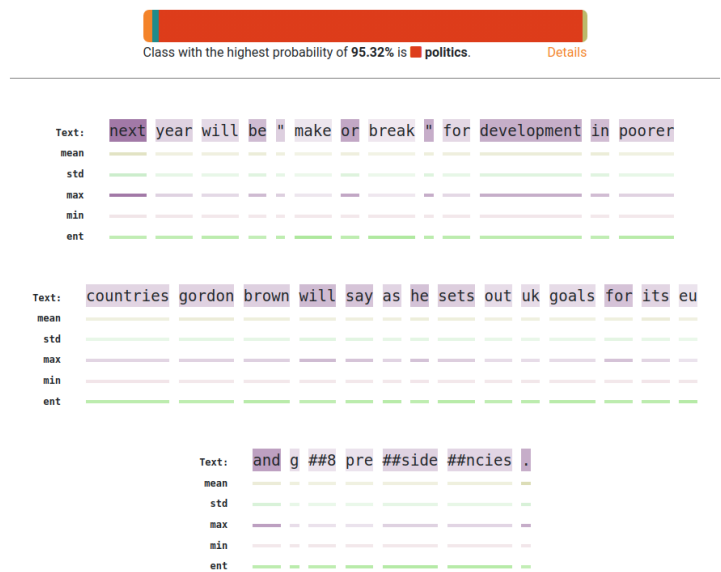 Class with the highest probability of 95.32% is politics. Details
Text: next year will be " make or break " for development in poorer
mean
std
max
min
ent
Text: countries gordon brown will say as he sets out uk goals for its eu
mean
std
max
min
ent
Text: and g ##8 pre ##side ##ncies .
mean
std
max
min
ent